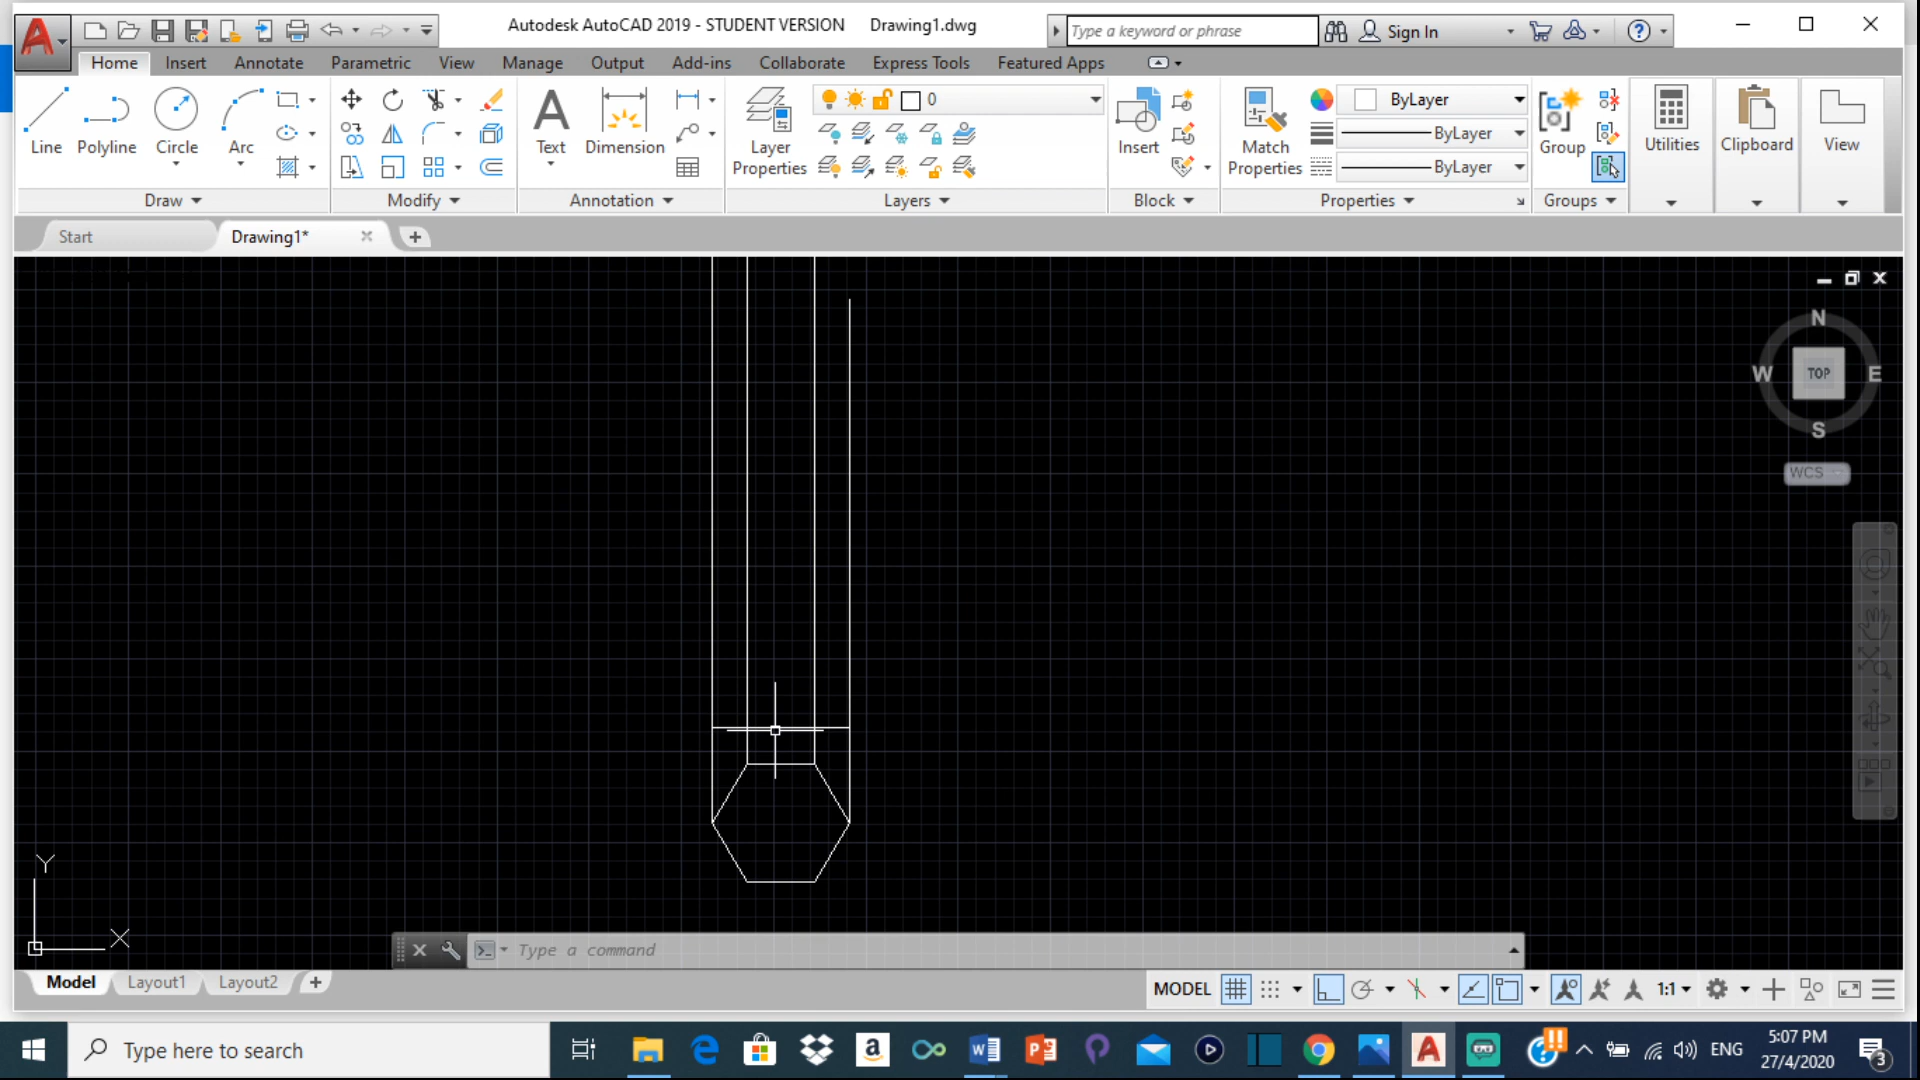 Autodesk AutoCAD 2019 - STUDENT VERSION Drawing1.dwg
Type a keyword or phrase
Sign In
Home Insert Annotate Parametric View Manage Output Add-ins Collaborate Express Tools Featured Apps
0
ByLayer
Line Polyline Circle Arc
Text Dimension
Layer Properties
Insert
Match Properties
ByLayer
ByLayer
Group
Utilities
Clipboard
View
Draw Modify Annotation Layers Block Properties Groups
Start Drawing1*
N
W TOP E
S
WCS
Y
X
Type a command
Model Layout1 Layout2
MODEL 1:1
Type here to search
ENG
5:07 PM
27/4/2020
3